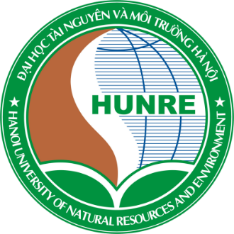 ĐẠI HỌC TÀI NGUYÊN VÀ MÔI TRƯỜNG HÀ NỘI
HUNRE
HANOI UNIVERSITY OF NATURAL RESOURCES AND ENVIRONMENT